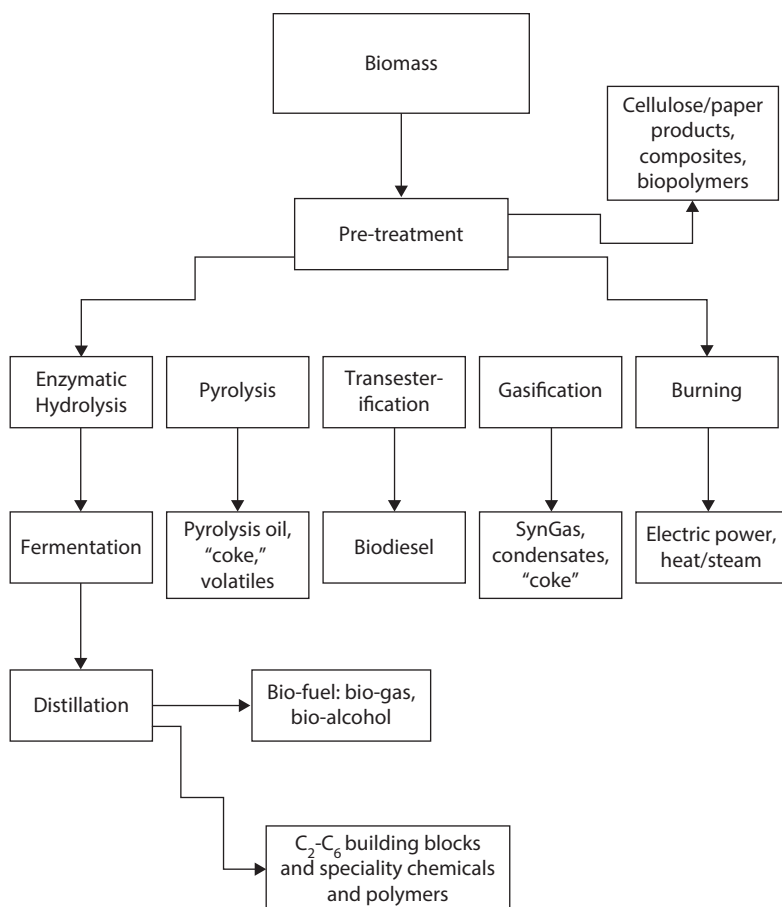 Biomass
Cellulose/paper
products,
composites,
biopolymers
Pre-treatment
Enzymatic
Hydrolysis
Pyrolysis
Transester-
ification
Gasification
Burning
Fermentation
Pyrolysis oil,
“coke,”
volatiles
Biodiesel
SynGas,
condensates,
“coke”
Electric power,
heat/steam
Distillation
Bio-fuel: bio-gas,
bio-alcohol
C₂-C₆ building blocks
and speciality chemicals
and polymers